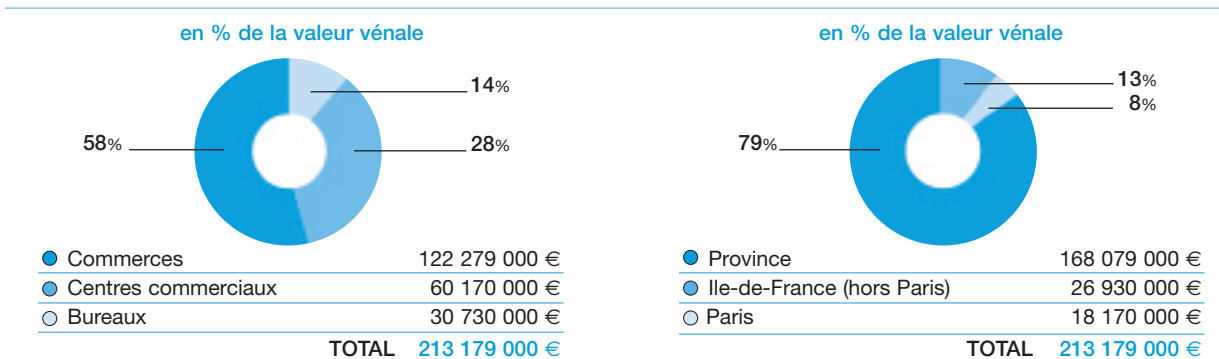 en % de la valeur vénale
14%
58%
28%
Commerces 122 279 000 €
Centres commerciaux 60 170 000 €
Bureaux 30 730 000 €
TOTAL 213 179 000 €
en % de la valeur vénale
13%
8%
79%
Province 168 079 000 €
Ile-de-France (hors Paris) 26 930 000 €
Paris 18 170 000 €
TOTAL 213 179 000 €